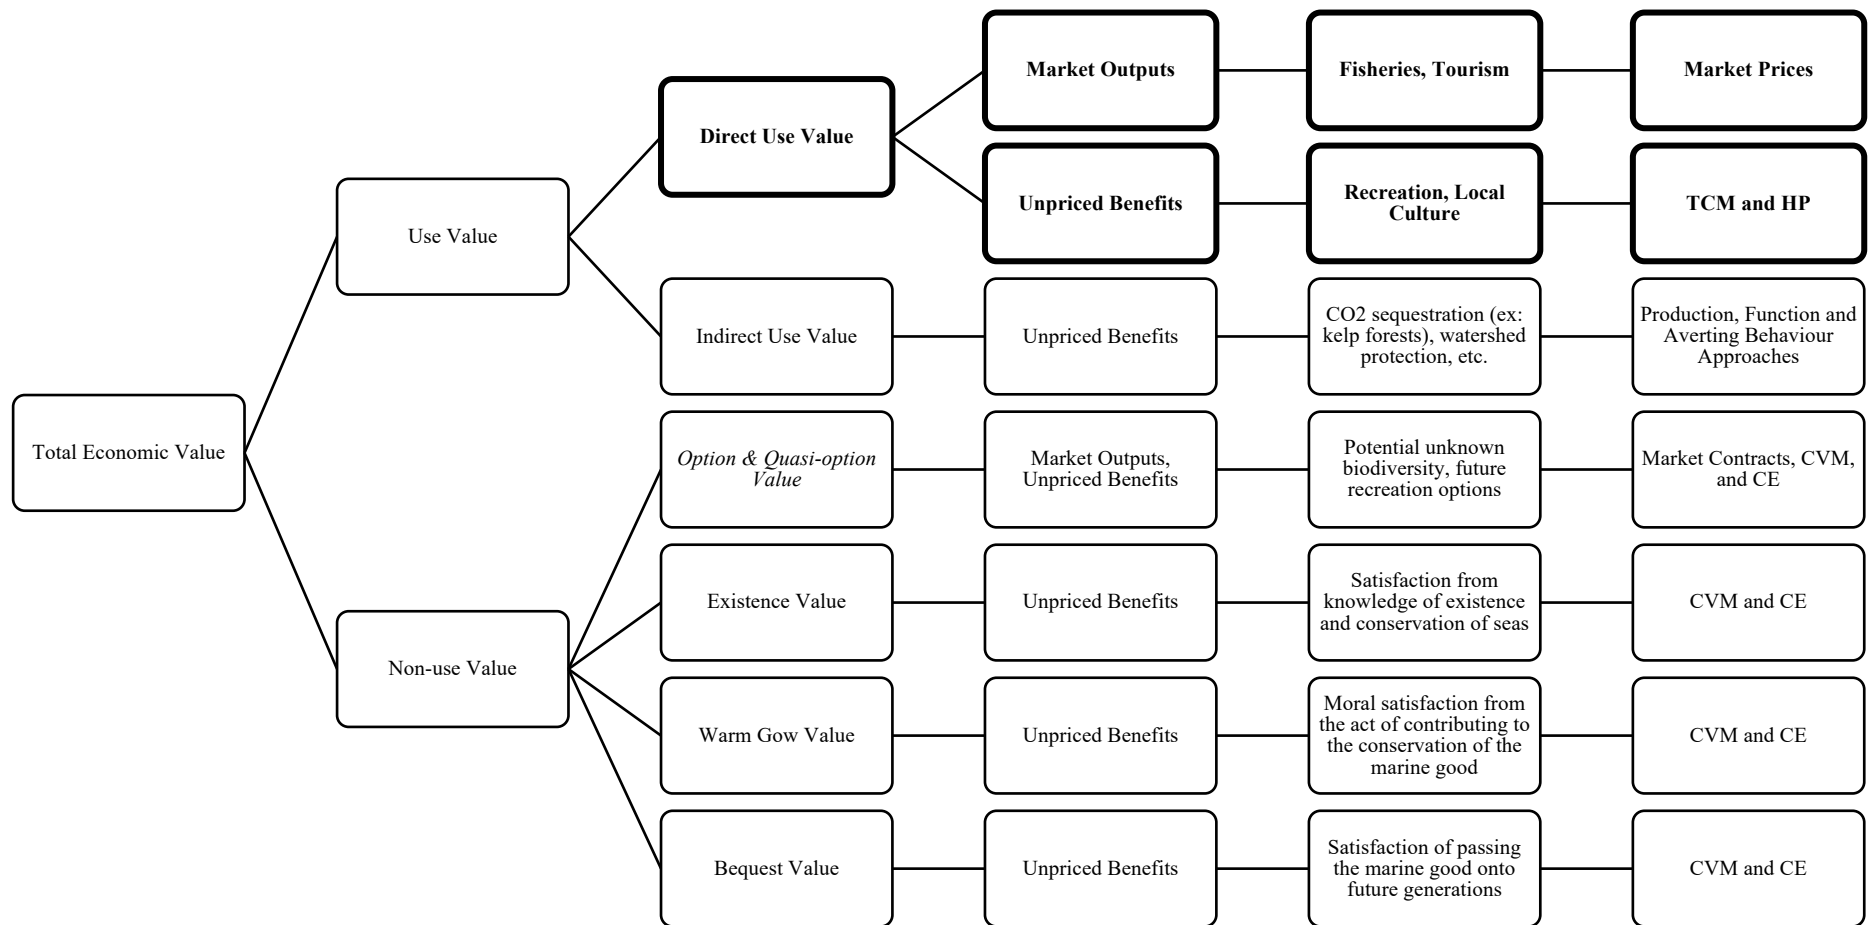 Market Outputs
Fisheries, Tourism
Market Prices
Direct Use Value
Unpriced Benefits
Recreation, Local
Culture
TCM and HP
Use Value
Indirect Use Value
Unpriced Benefits
CO2 sequestration (ex:
kelp forests), watershed
protection, etc.
Production, Function and
Averting Behaviour
Approaches
Total Economic Value
Option & Quasi-option
Value
Market Outputs,
Unpriced Benefits
Potential unknown
biodiversity, future
recreation options
Market Contracts, CVM,
and CE
Existence Value
Unpriced Benefits
Satisfaction from
knowledge of existence
and conservation of seas
CVM and CE
Non-use Value
Warm Gow Value
Unpriced Benefits
Moral satisfaction from
the act of contributing to
the conservation of the
marine good
CVM and CE
Bequest Value
Unpriced Benefits
Satisfaction of passing
the marine good onto
future generations
CVM and CE